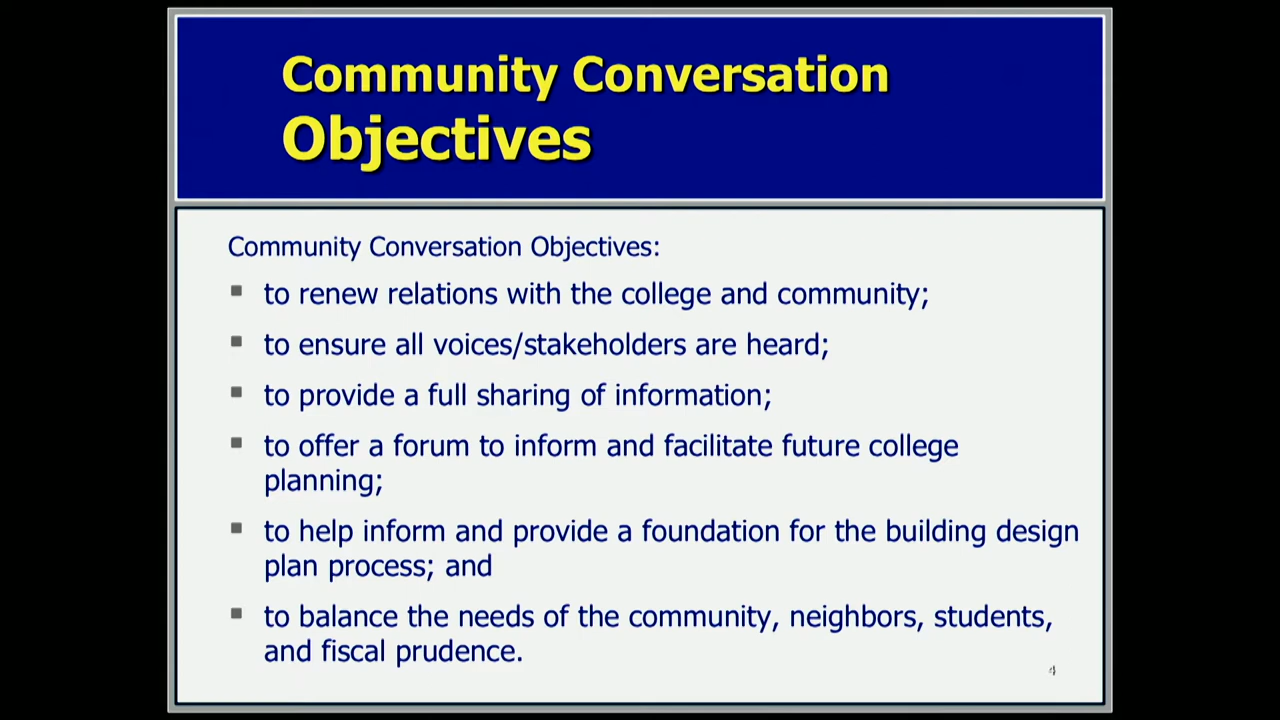 Community Conversation
Objectives
Community Conversation Objectives:
to renew relations with the college and community;
to ensure all voices/stakeholders are heard;
to provide a full sharing of information;
to offer a forum to inform and facilitate future college
planning;
to help inform and provide a foundation for the building design
plan process; and
to balance the needs of the community, neighbors, students,
and fiscal prudence.
4